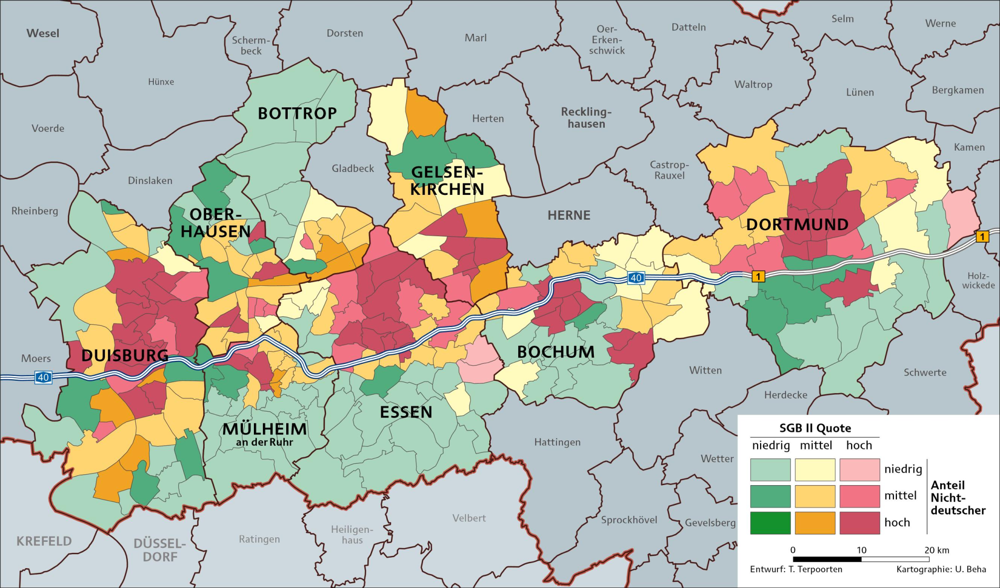 Wesel
Scherm-
beck
Dorsten
Marl
Oer-
Erken-
schwick
Datteln
Selm
Werne
Hünxe
Waltrop
Lünen
Bergkamen
BOTTROP
Herten
Reckling-
hausen
Voerde
Kamen
Dinslaken
Gladbeck
GELSEN-
KIRCHEN
Castrop-
Rauxel
Rheinberg
OBER-
HAUSEN
HERNE
DORTMUND
1
40
1
Holz-
wickede
Moers
DUISBURG
BOCHUM
Witten
Schwerte
40
Herdecke
ESSEN
MÜLHEIM
an der Ruhr
Hattingen
Wetter
Sprockhövel
Gevelsberg
Velbert
Heiligen-
haus
Ratingen
KREFELD
DÜSSEL-
DORF
SGB II Quote
niedrig mittel hoch
niedrig
mittel
hoch
Anteil
Nicht-
deutscher
0 10 20 km
Entwurf: T. Terpoorten Kartographie: U. Beha